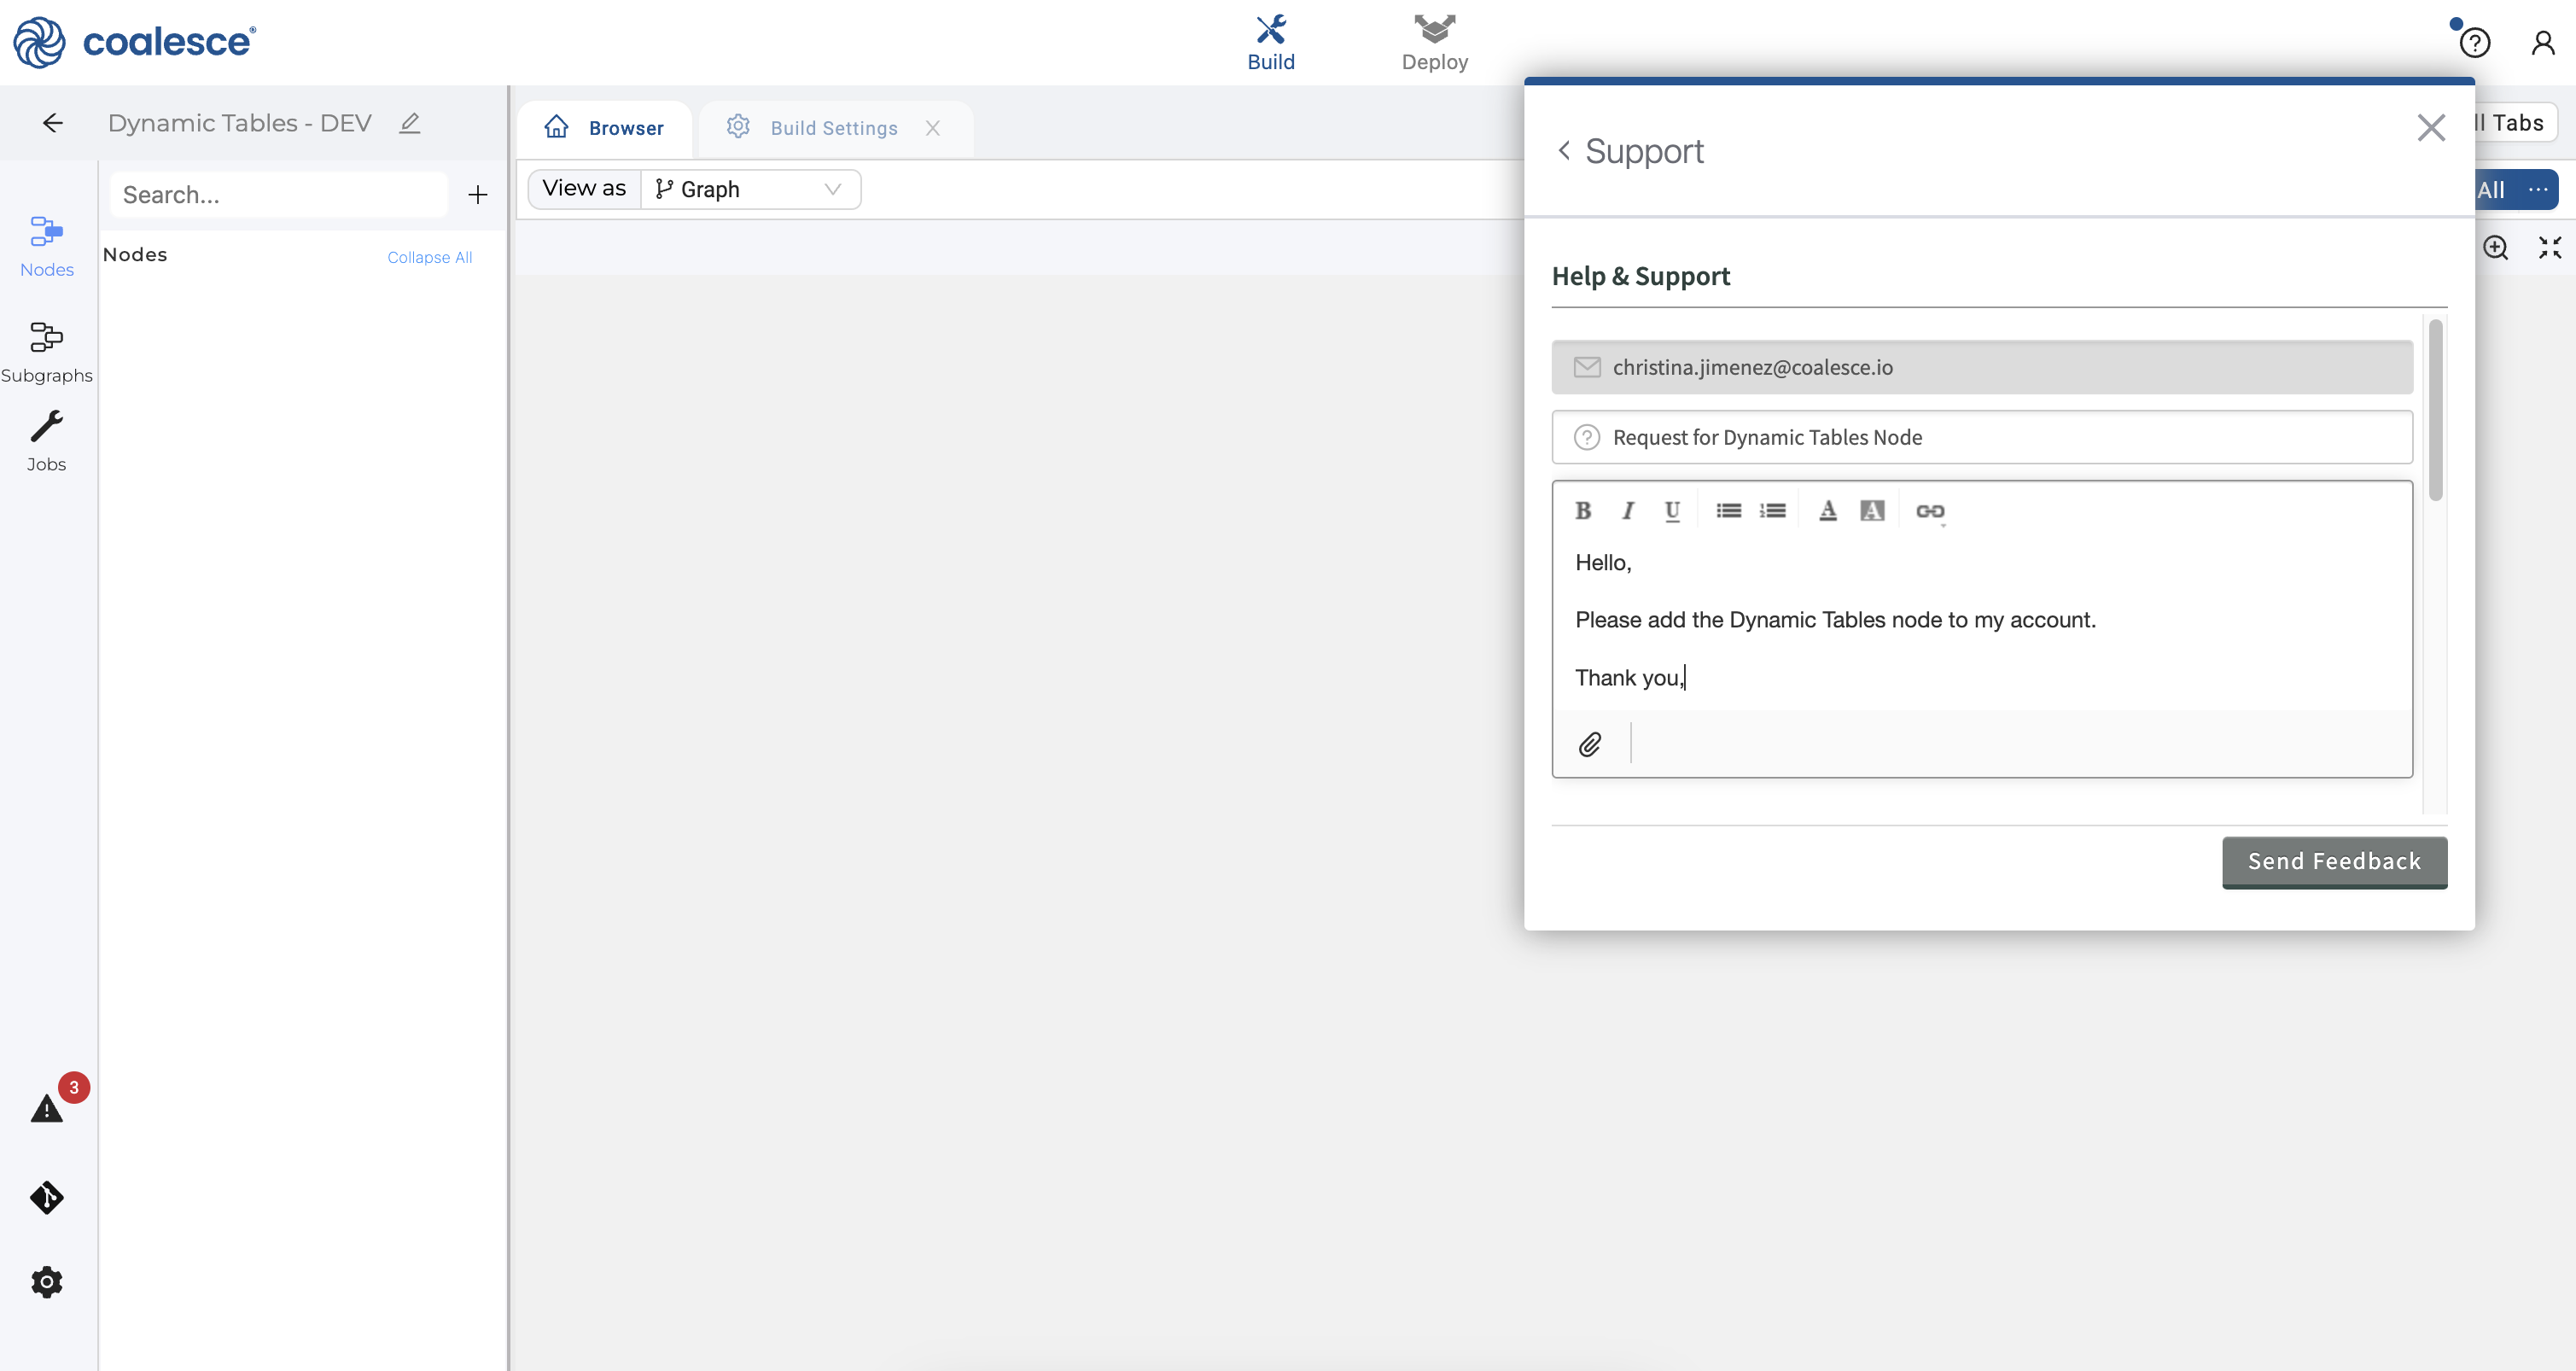 coalesce®
Build
Deploy
Dynamic Tables - DEV
Browser
Build Settings
Tabs
Search...
View as
Graph
All
Nodes
Collapse All
Nodes
Subgraphs
Jobs
3
Support
Help & Support
christina.jimenez@coalesce.io
Request for Dynamic Tables Node
B I U A A
Hello,
Please add the Dynamic Tables node to my account.
Thank you,
Send Feedback